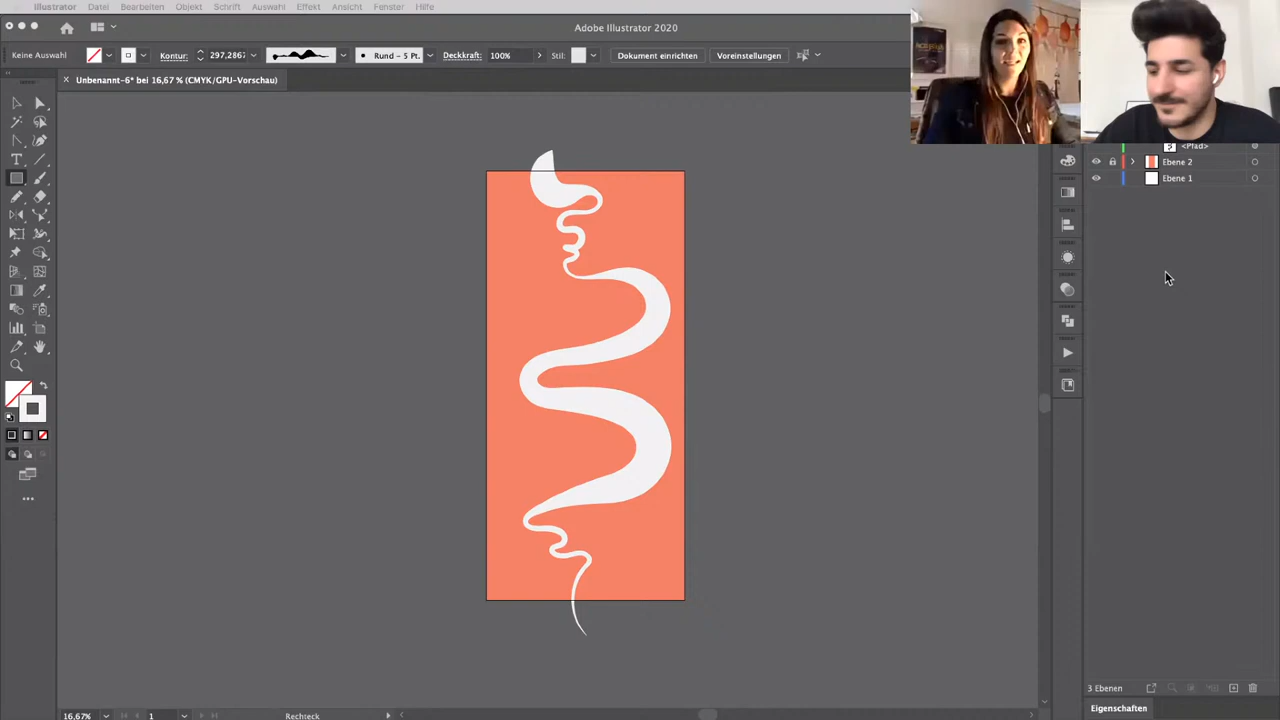 Illustrator Datei Bearbeiten Objekt Schrift Auswahl Effekt Ansicht Fenster Hilfe
Adobe Illustrator 2020
Keine Auswahl Kontur: 297,2867 Rund – 5 Pt. Deckkraft: 100% Stil: Dokument einrichten Voreinstellungen
Unbenannt-6* bei 16,67 % (CMYK/GPU-Vorschau)
<Pfad>
Ebene 2
Ebene 1
3 Ebenen
Eigenschaften
16,67% 1 Rechteck